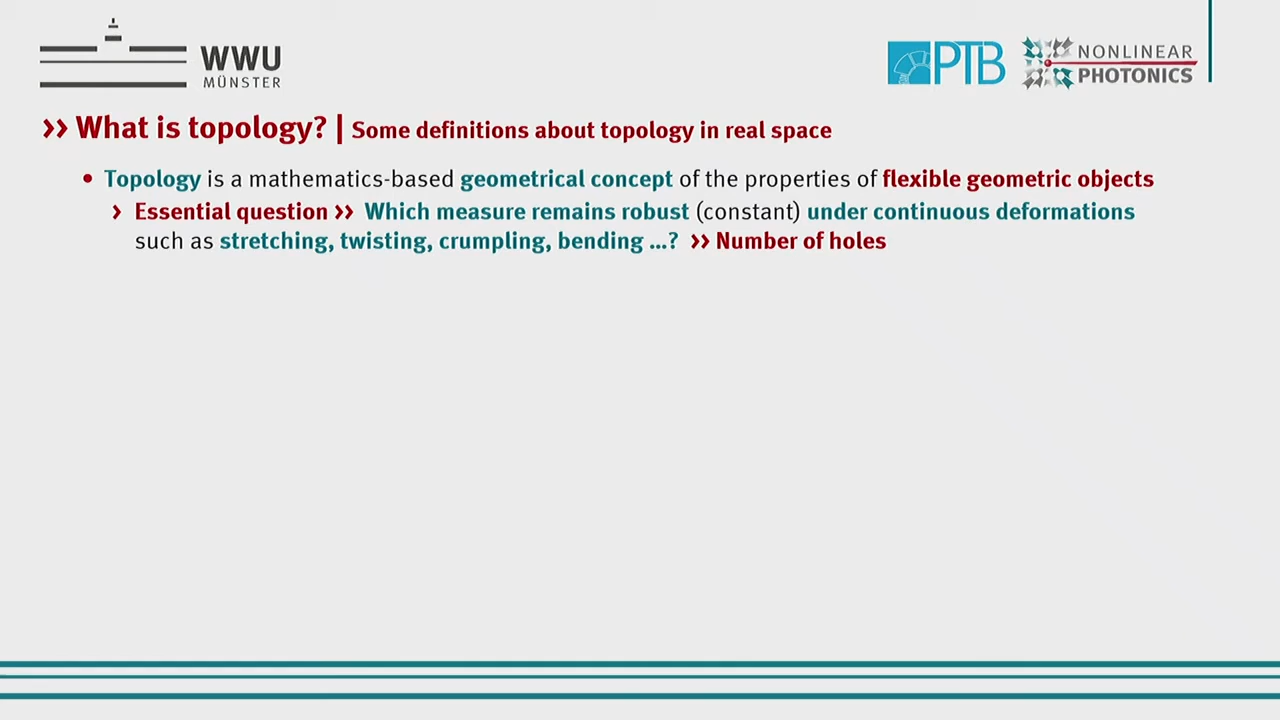 WWU
MÜNSTER
PTB
NONLINEAR
PHOTONICS
›› What is topology? | Some definitions about topology in real space
• Topology is a mathematics-based geometrical concept of the properties of flexible geometric objects
› Essential question ›› Which measure remains robust (constant) under continuous deformations
such as stretching, twisting, crumpling, bending ...? ›› Number of holes